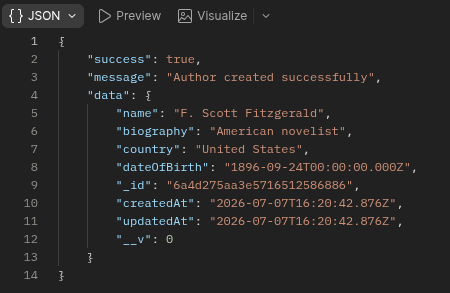 {} JSON Preview Visualize
1 {
2 "success": true,
3 "message": "Author created successfully",
4 "data": {
5 "name": "F. Scott Fitzgerald",
6 "biography": "American novelist",
7 "country": "United States",
8 "dateOfBirth": "1896-09-24T00:00:00.000Z",
9 "_id": "6a4d275aa3e5716512586886",
10 "createdAt": "2026-07-07T16:20:42.876Z",
11 "updatedAt": "2026-07-07T16:20:42.876Z",
12 "__v": 0
13 }
14 }